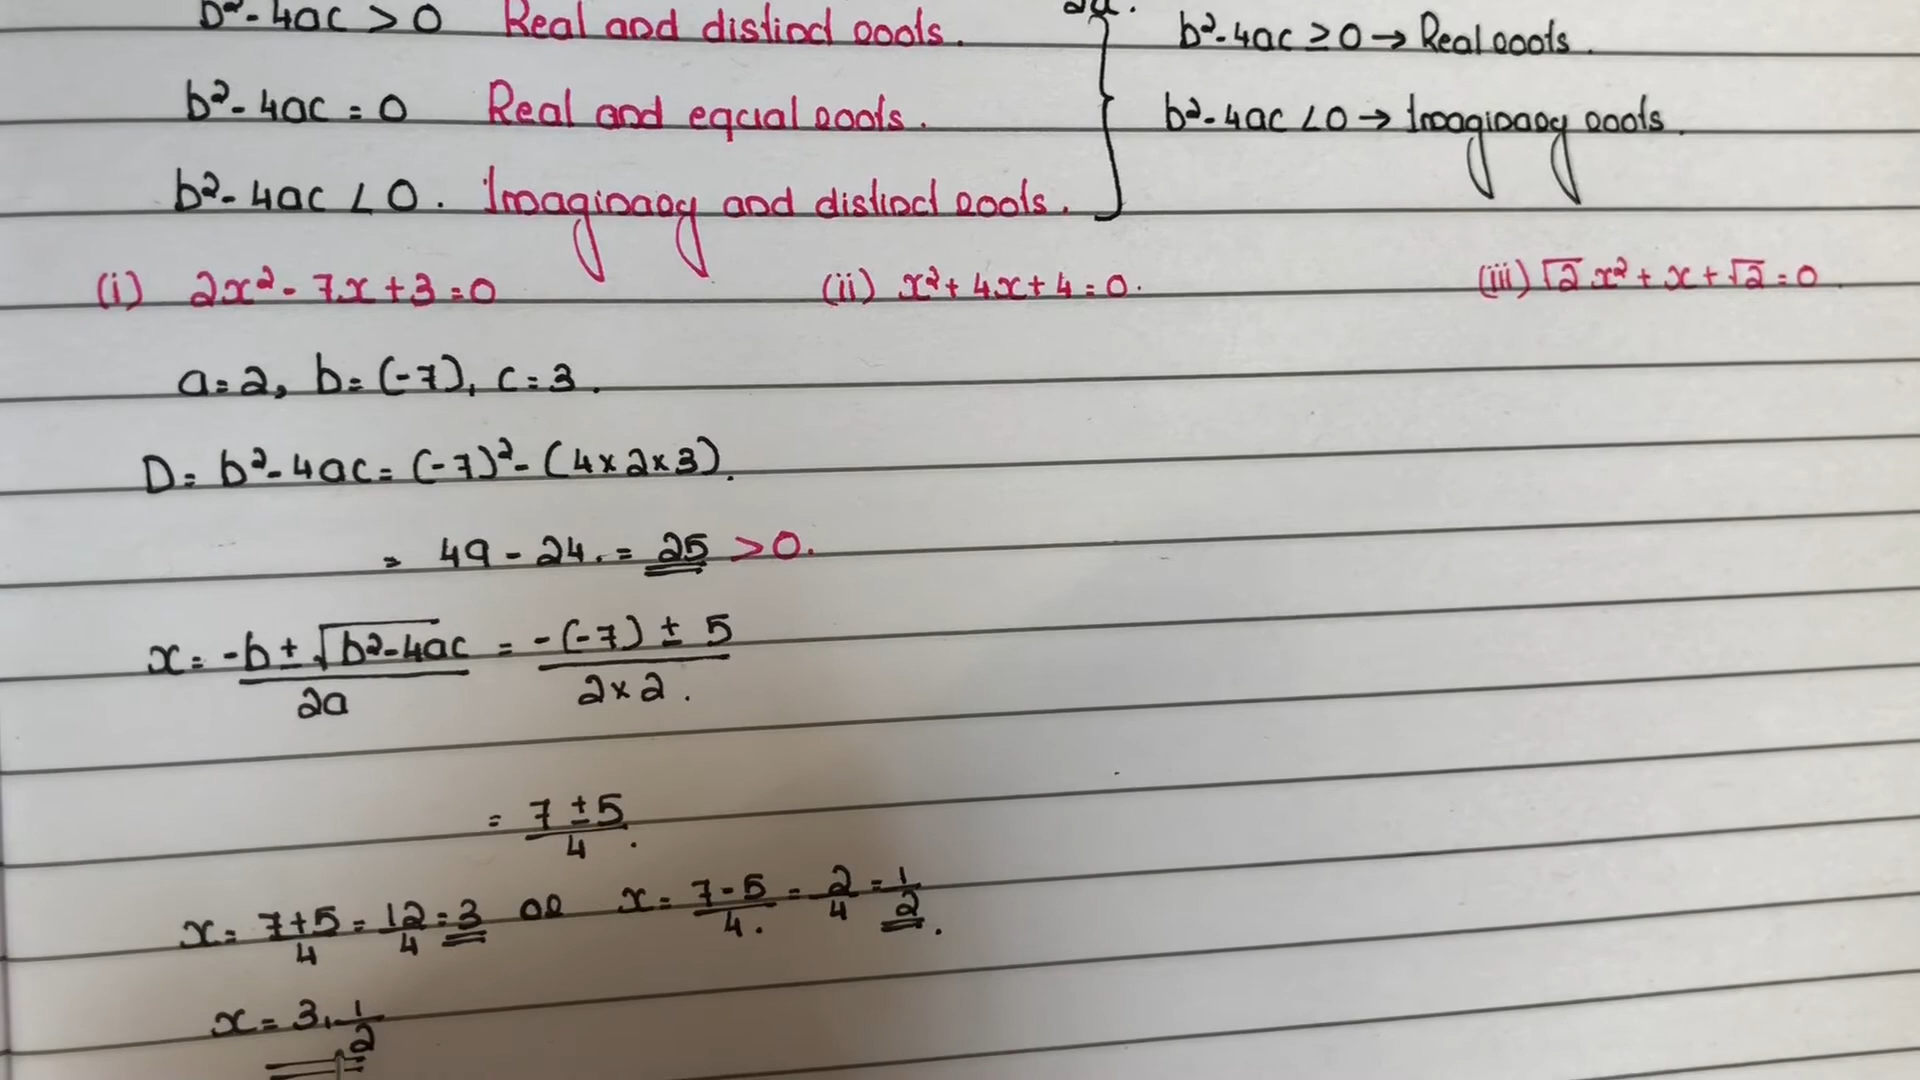 b²-4ac > 0 Real and distinct roots.
b²-4ac = 0 Real and equal roots.
b²-4ac < 0. Imaginary and distinct roots.
2a.
b²-4ac ≥ 0 → Real roots.
b²-4ac < 0 → Imaginary roots.
(i) 2x²-7x+3=0 (ii) x²+4x+4=0. (iii) √2x²+x+√2=0.
a=2, b=(-7), c=3.
D= b²-4ac= (-7)²-(4×2×3).
= 49-24.= 25 >0.
x= (-b±√(b²-4ac))/2a = (-(-7)±5)/(2×2).
= (7±5)/4.
x= (7+5)/4 = 12/4 = 3 or x= (7-5)/4. = 2/4 = 1/2.
x= 3, 1/2